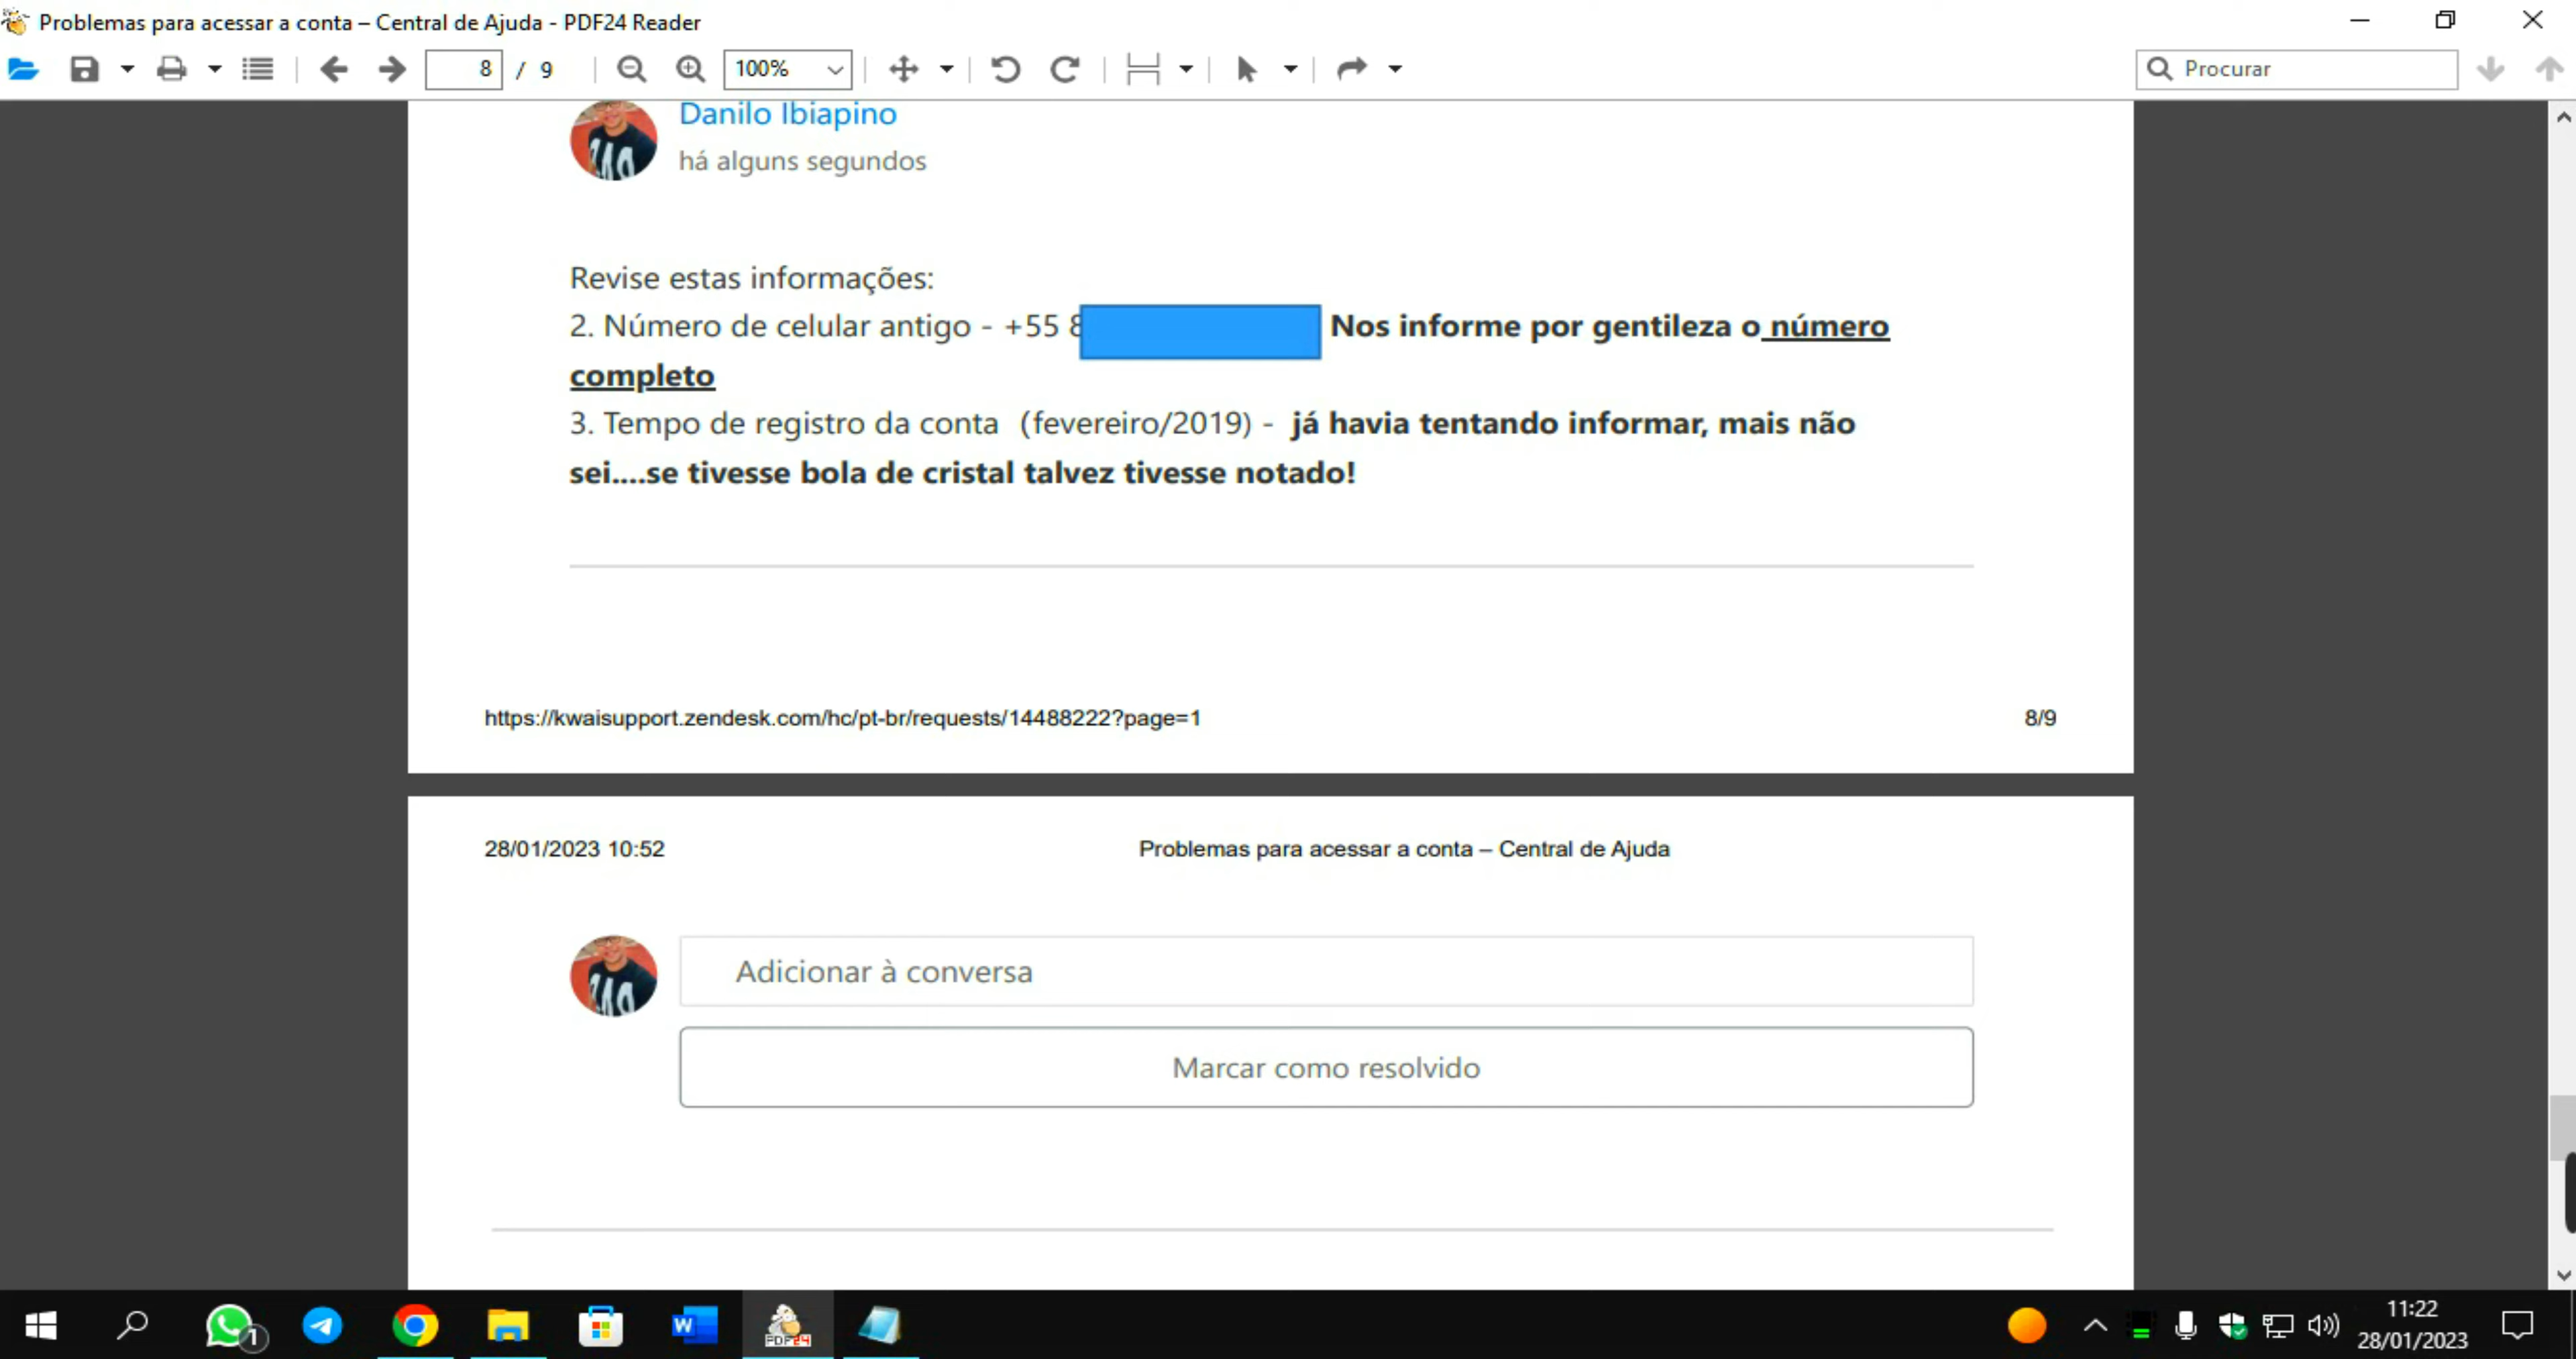 Problemas para acessar a conta – Central de Ajuda - PDF24 Reader
8 / 9 100% Procurar
Danilo Ibiapino
há alguns segundos
Revise estas informações:
2. Número de celular antigo - +55 8 Nos informe por gentileza o número
completo
3. Tempo de registro da conta (fevereiro/2019) - já havia tentando informar, mais não
sei....se tivesse bola de cristal talvez tivesse notado!
https://kwaisupport.zendesk.com/hc/pt-br/requests/14488222?page=1 8/9
28/01/2023 10:52 Problemas para acessar a conta – Central de Ajuda
Adicionar à conversa
Marcar como resolvido
1 W PDF24 11:22
28/01/2023